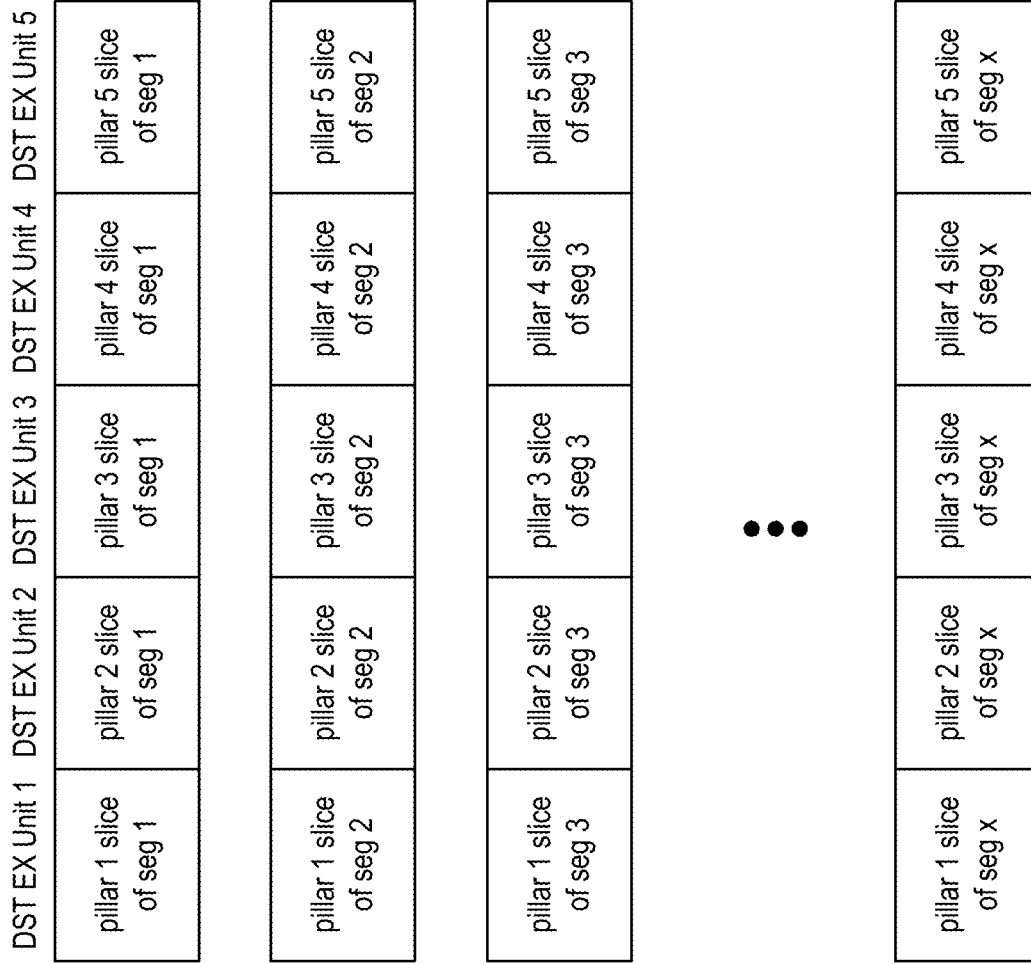 DST EX Unit 1 DST EX Unit 2 DST EX Unit 3 DST EX Unit 4 DST EX Unit 5
pillar 1 slice
of seg 1
pillar 2 slice
of seg 1
pillar 3 slice
of seg 1
pillar 4 slice
of seg 1
pillar 5 slice
of seg 1
pillar 1 slice
of seg 2
pillar 2 slice
of seg 2
pillar 3 slice
of seg 2
pillar 4 slice
of seg 2
pillar 5 slice
of seg 2
pillar 1 slice
of seg 3
pillar 2 slice
of seg 3
pillar 3 slice
of seg 3
pillar 4 slice
of seg 3
pillar 5 slice
of seg 3
pillar 1 slice
of seg x
pillar 2 slice
of seg x
pillar 3 slice
of seg x
pillar 4 slice
of seg x
pillar 5 slice
of seg x